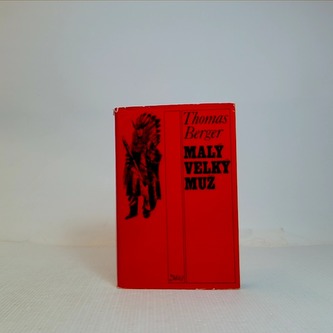 Thomas
Berger
MALÝ
VELKÝ
MUŽ